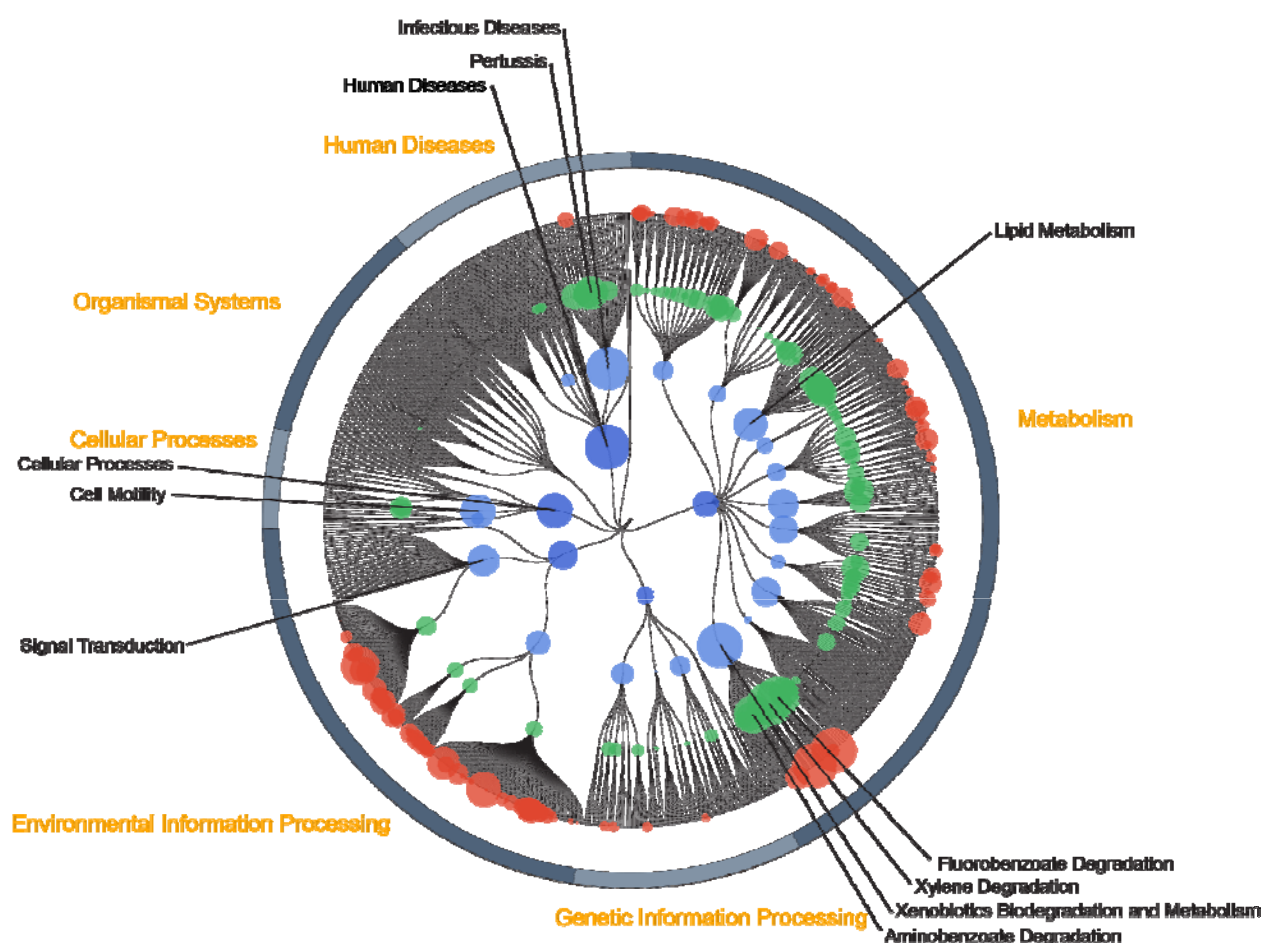 Infectious Diseases
Pertussis
Human Diseases
Human Diseases
Lipid Metabolism
Organismal Systems
Metabolism
Cellular Processes
Cellular Processes
Cell Motility
Signal Transduction
Environmental Information Processing
Fluorobenzoate Degradation
Xylene Degradation
Xenobiotics Biodegradation and Metabolism
Genetic Information Processing
Aminobenzoate Degradation